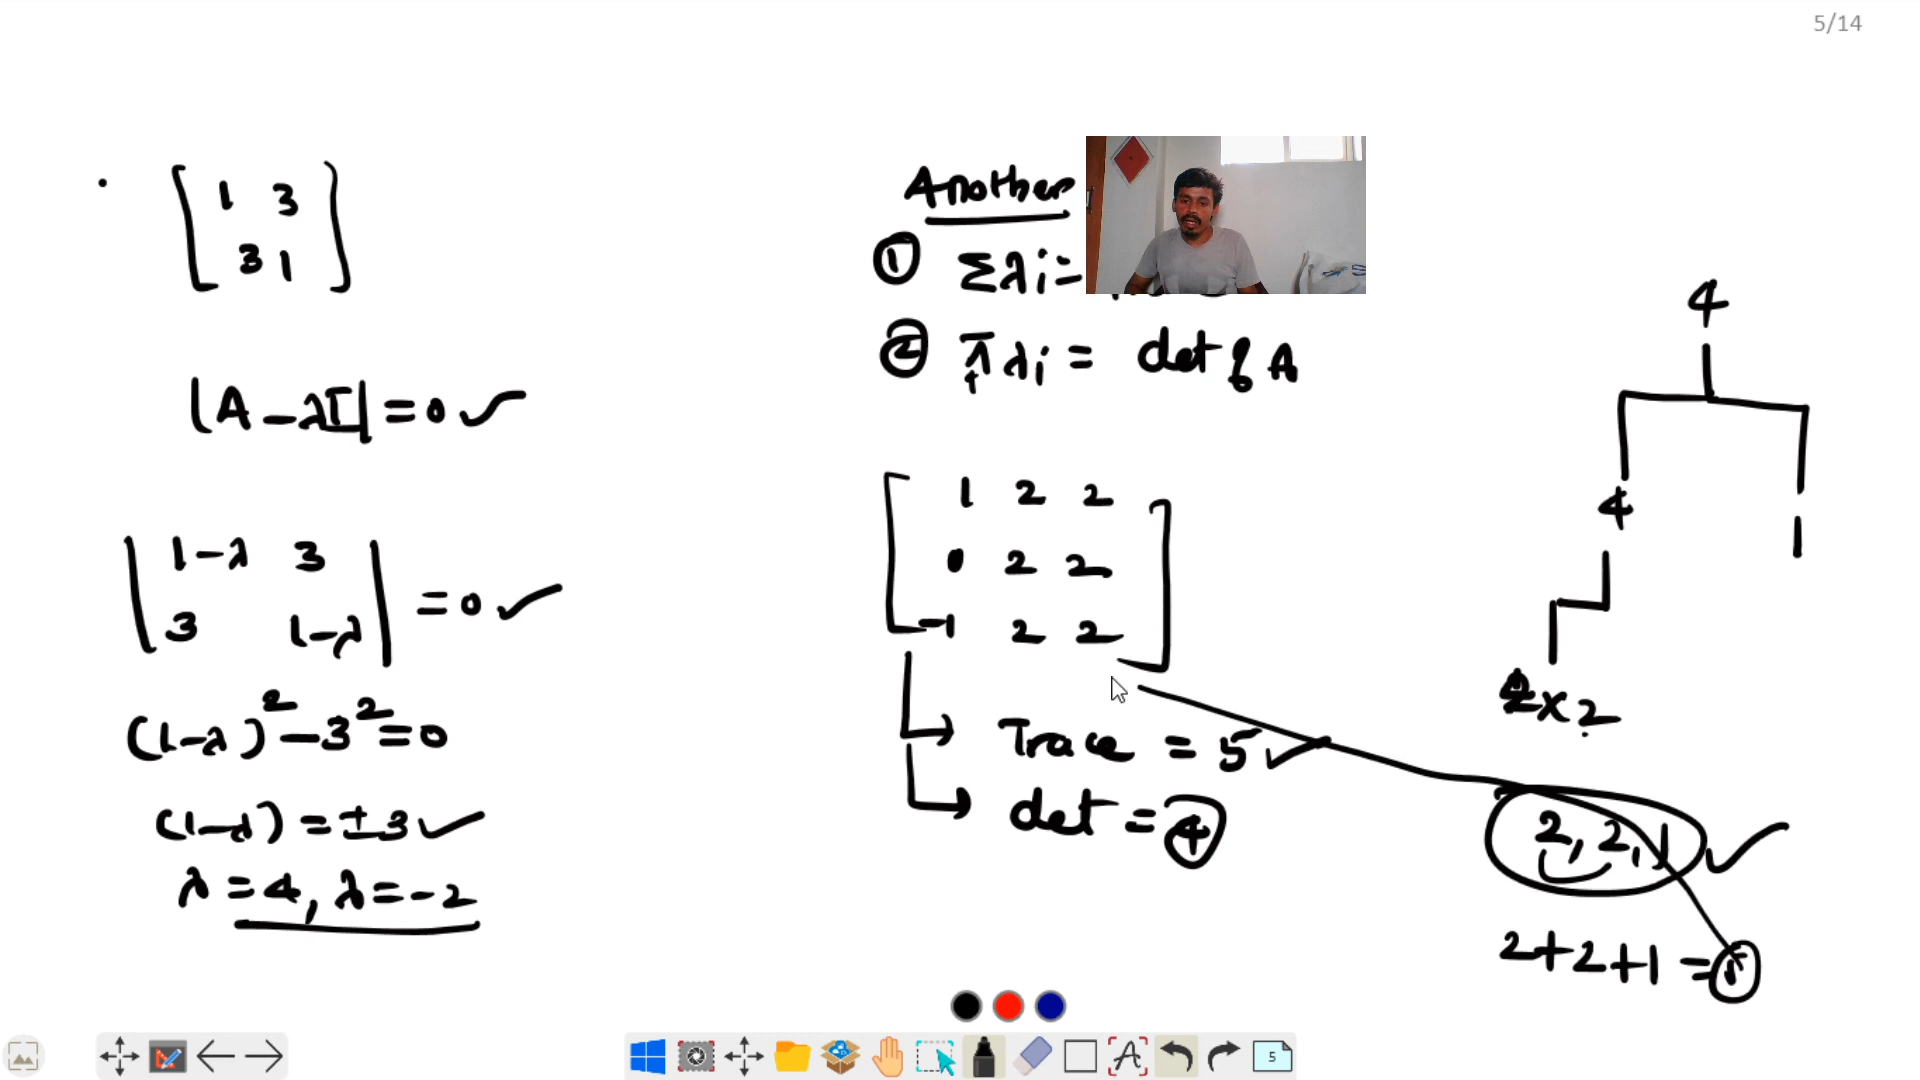 5/14
1 3
3 1
|A-λI|=0 ✓
|1-λ 3|
|3 1-λ| = 0 ✓
(1-λ)²-3²=0
(1-λ) = ±3 ✓
λ = 4, λ = -2
Another
① Σλi=
② πλi = det of A
1 2 2
0 2 2
-1 2 2
Trace = 5 ✓
det = 4
4
4 1
2×2
2, 2, 1 ✓
2+2+1 = 5
5